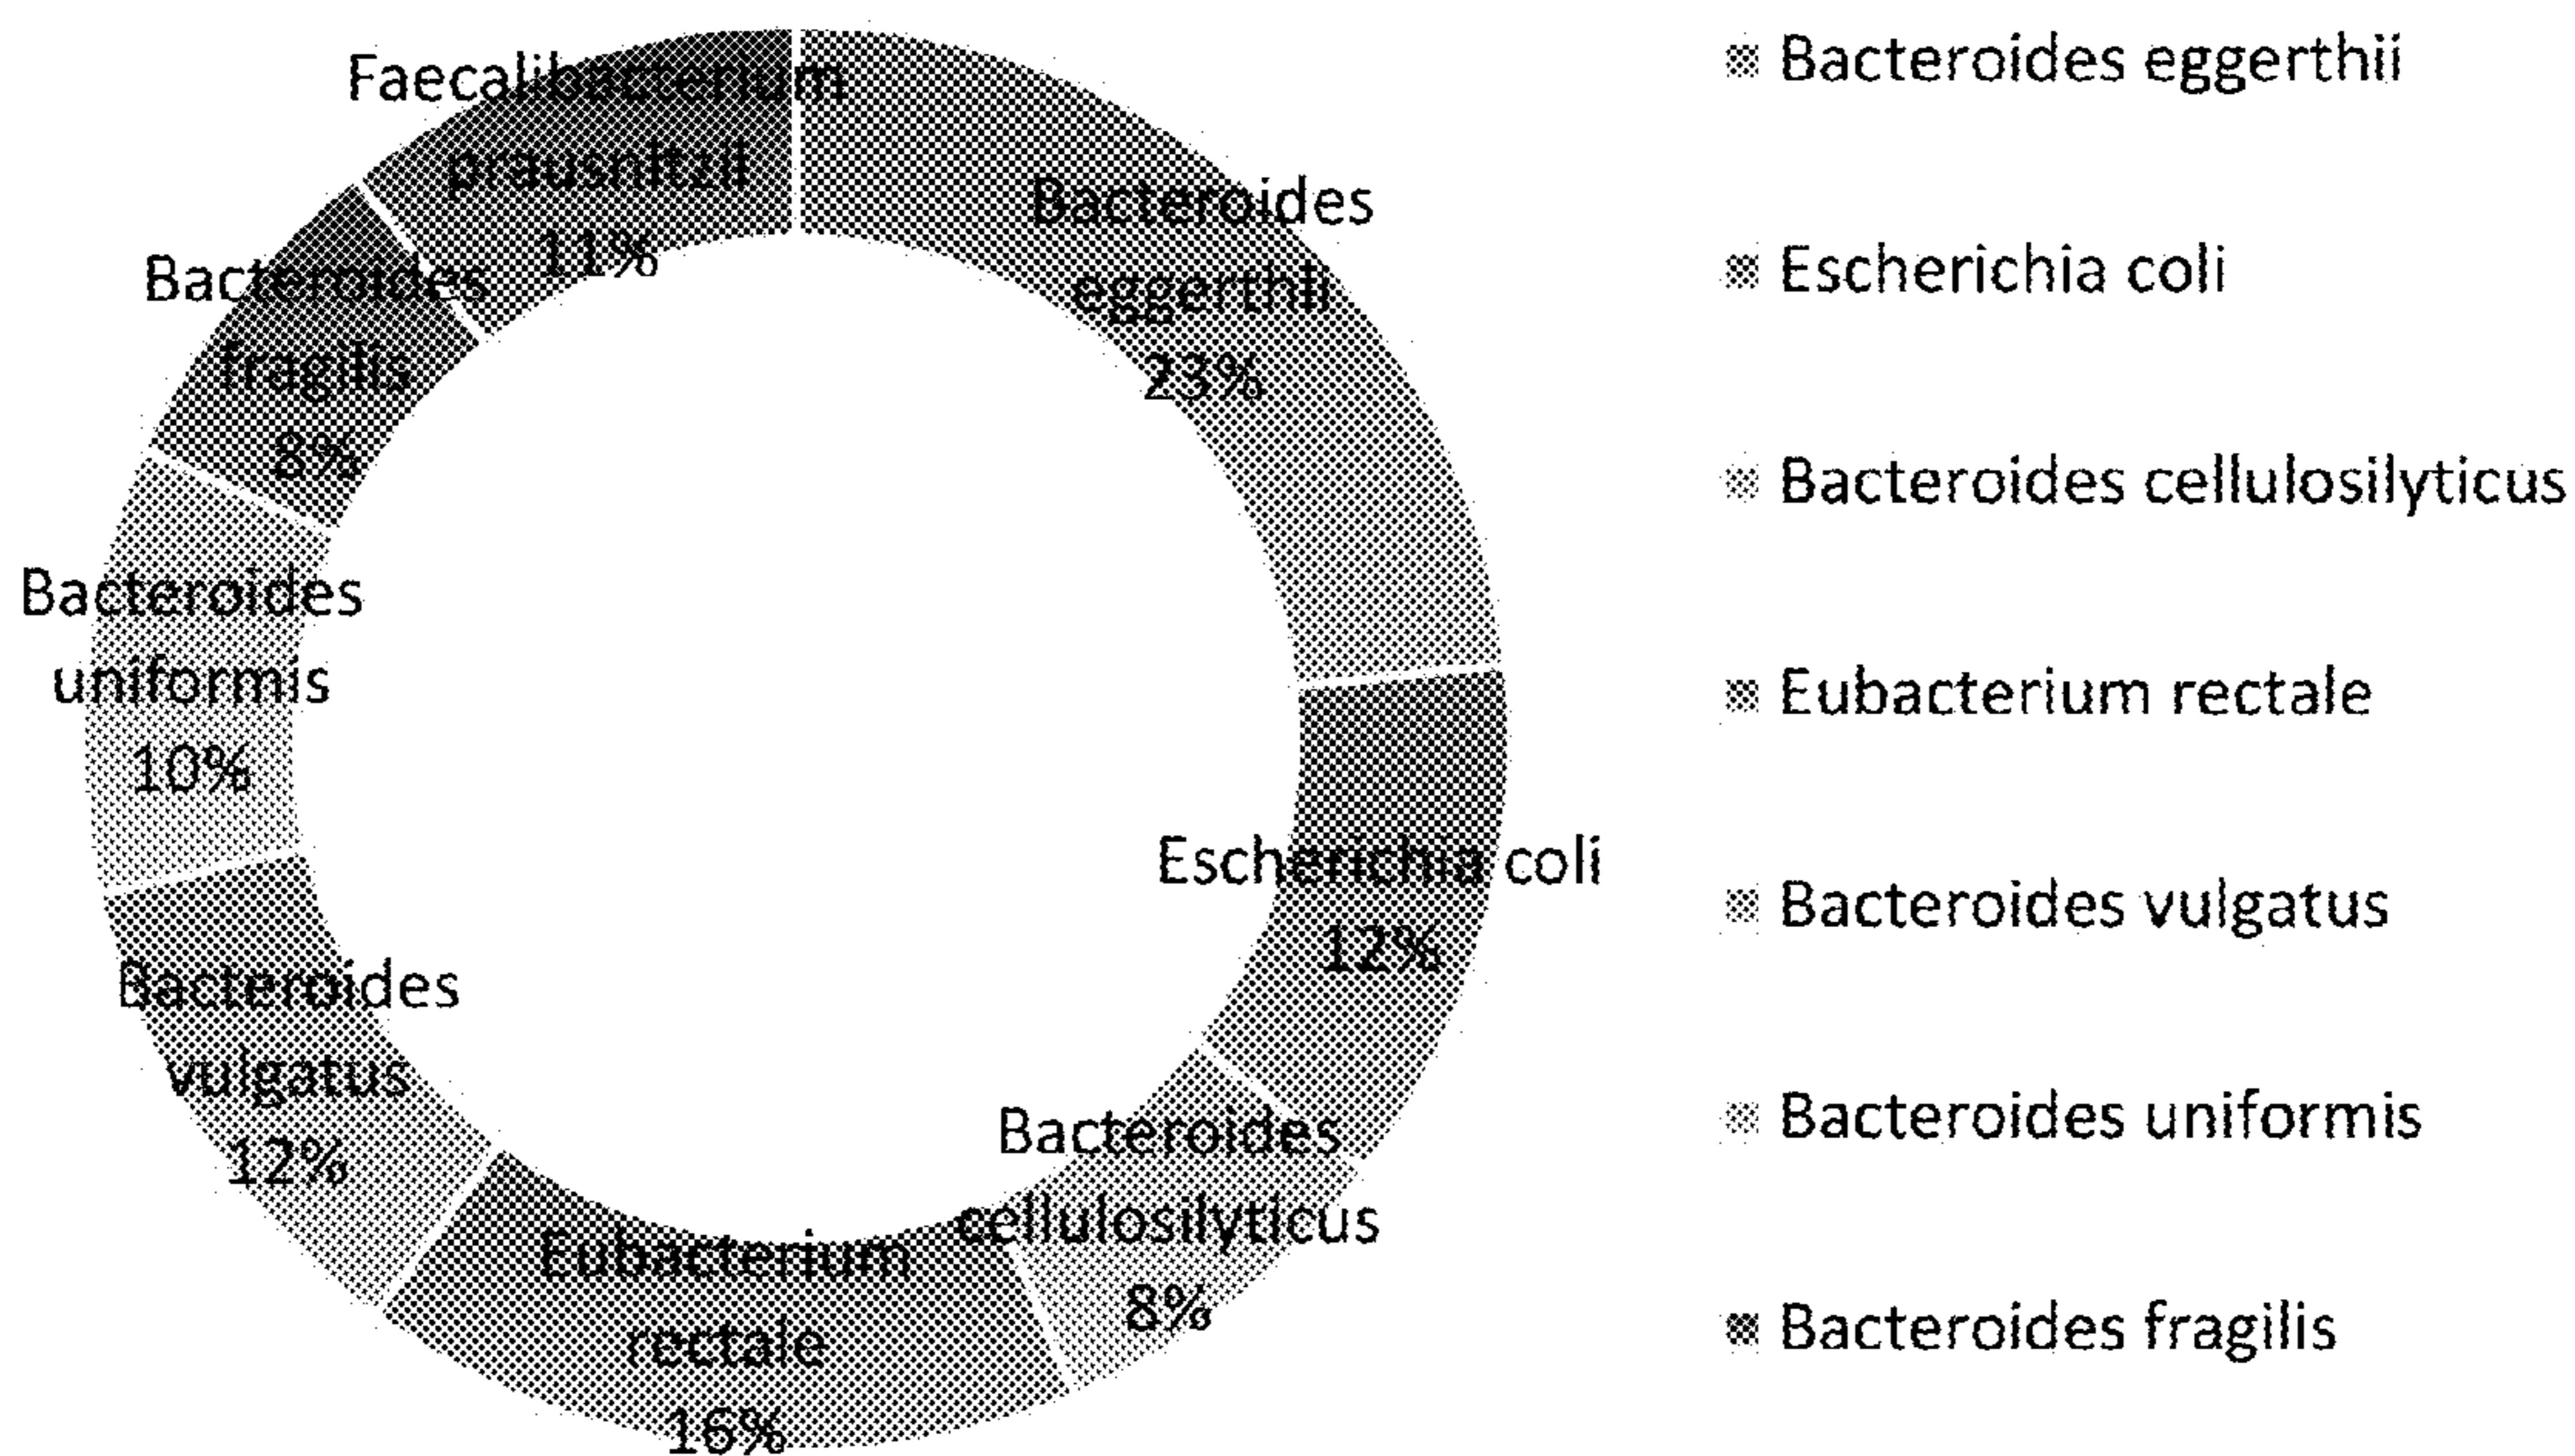 Faecalibacterium
prausnitzii
11%
Bacteroides
eggerthii
23%
Bacteroides
fragilis
8%
Bacteroides
uniformis
10%
Escherichia coli
12%
Bacteroides
vulgatus
12%
Bacteroides
cellulosilyticus
8%
Eubacterium
rectale
16%
Bacteroides eggerthii
Escherichia coli
Bacteroides cellulosilyticus
Eubacterium rectale
Bacteroides vulgatus
Bacteroides uniformis
Bacteroides fragilis